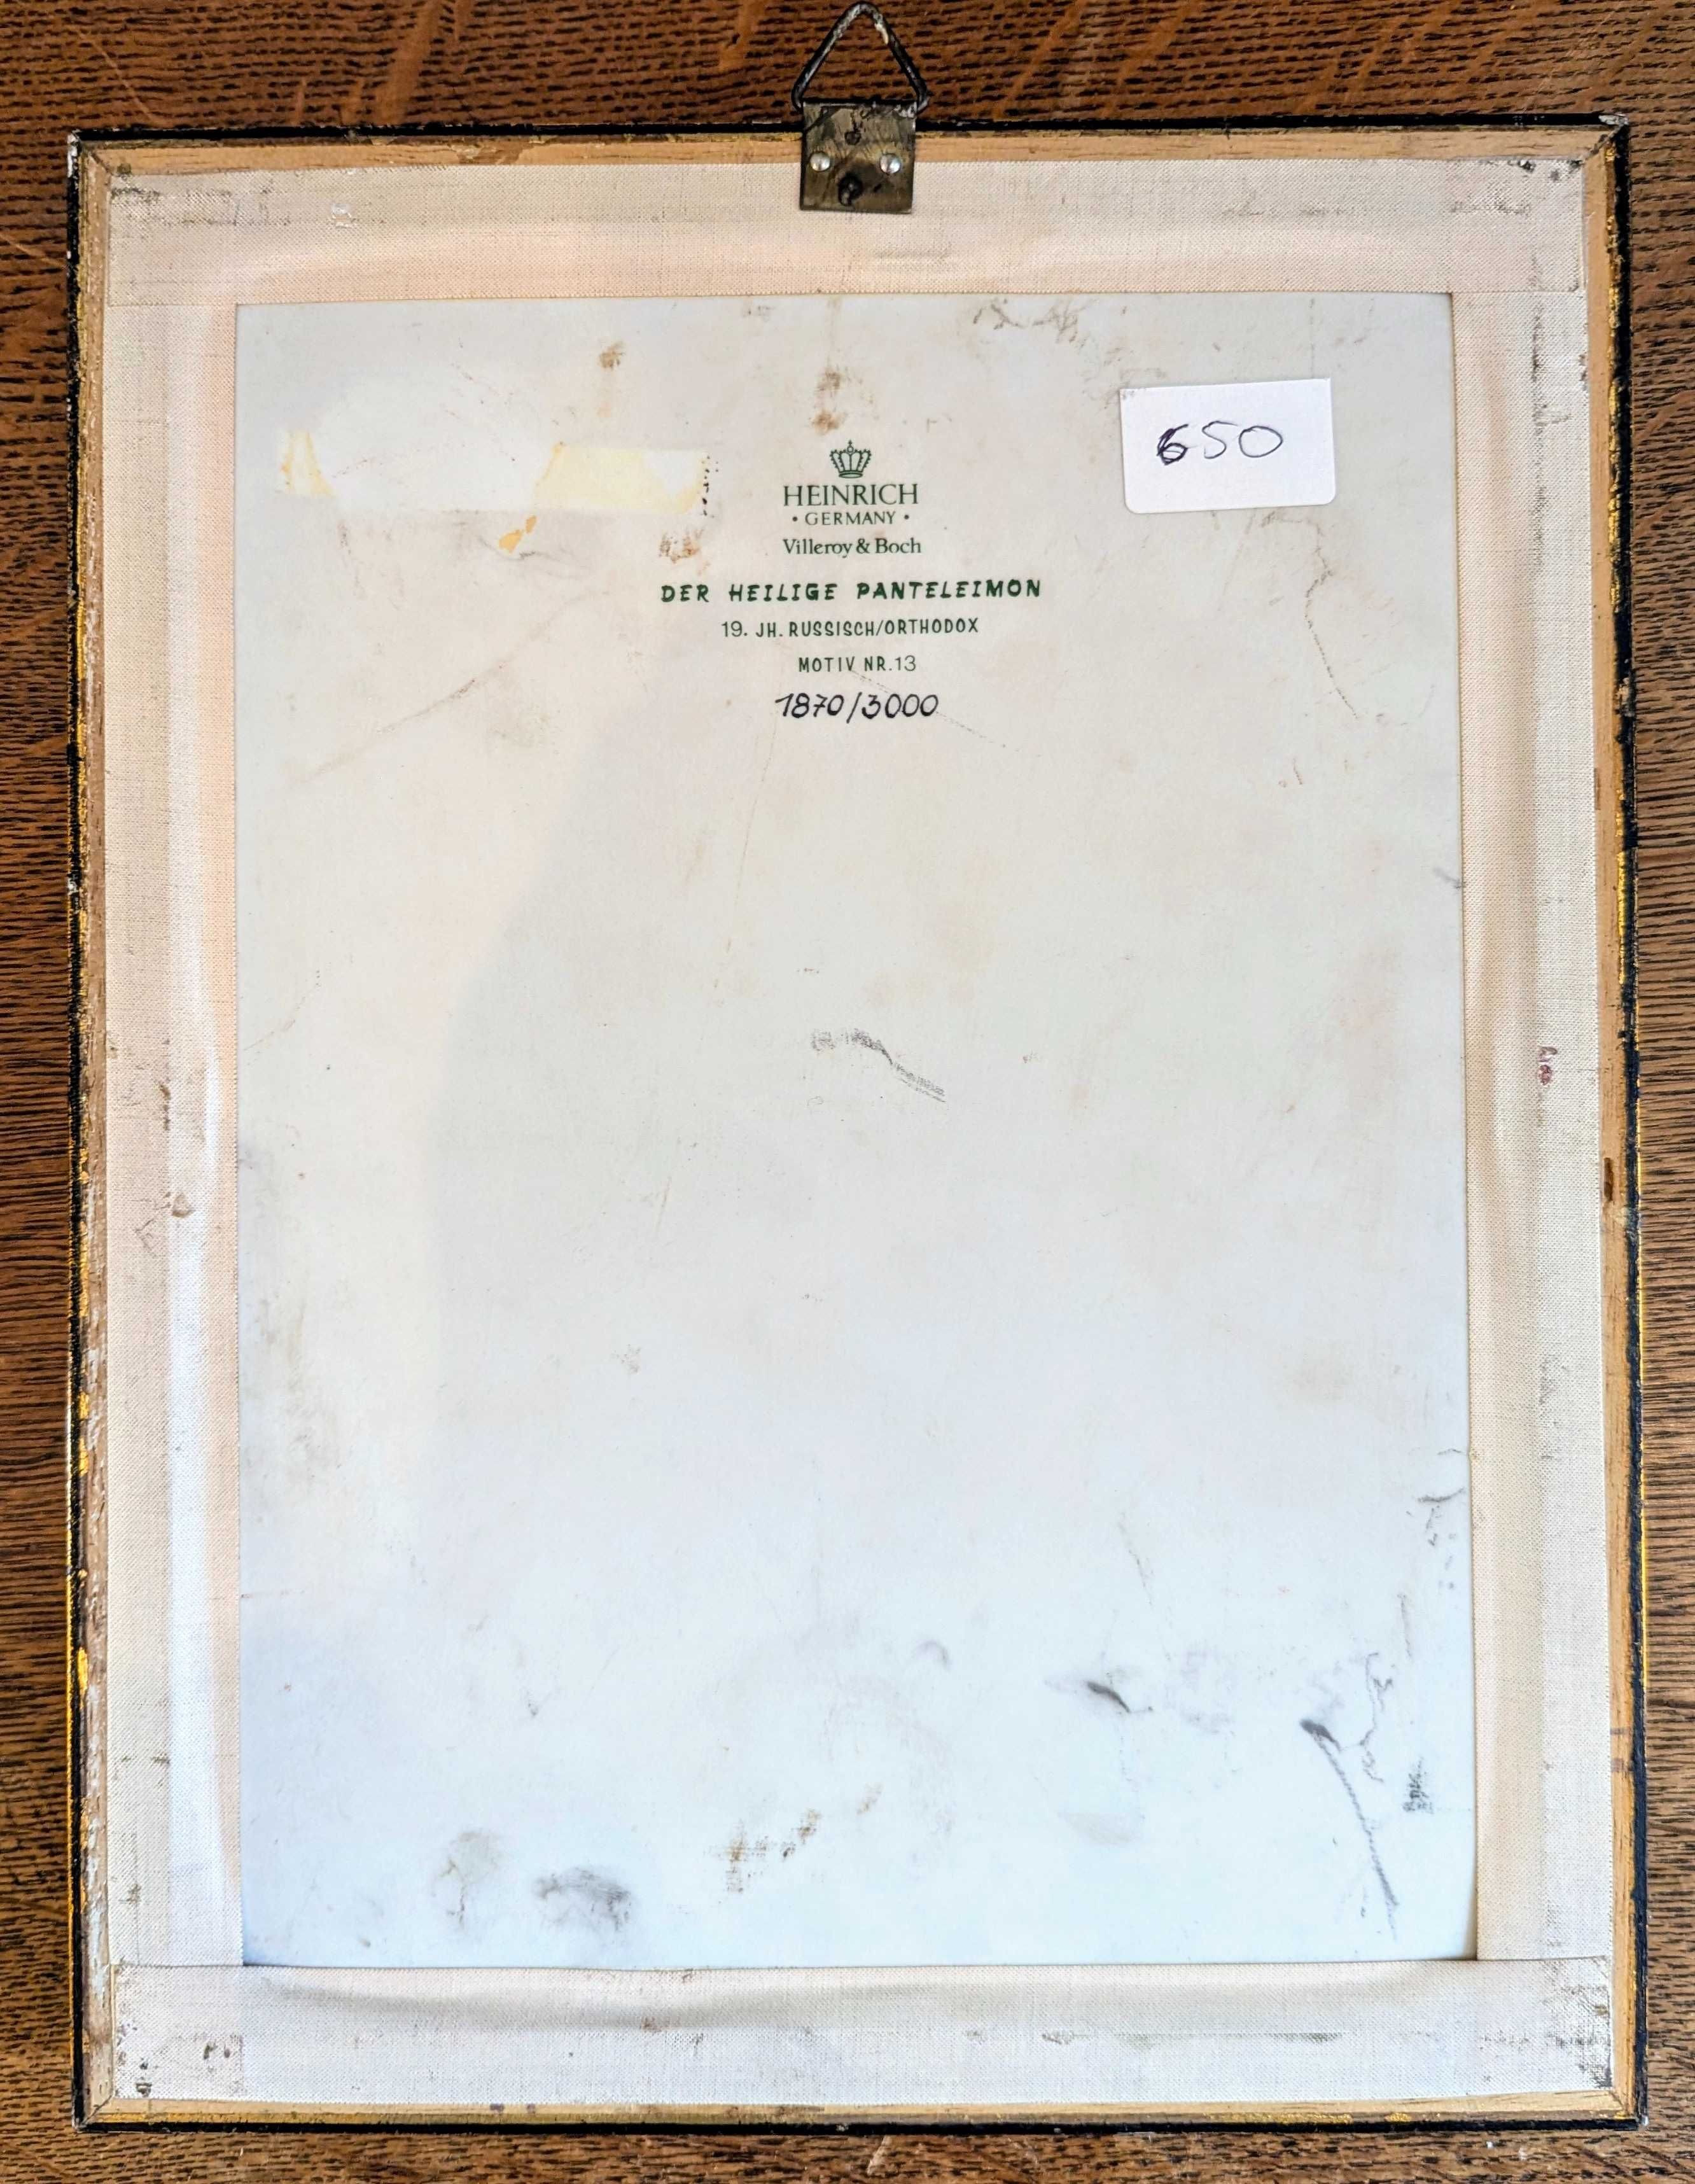 650
HEINRICH
• GERMANY •
Villeroy & Boch
DER HEILIGE PANTELEIMON
19. JH. RUSSISCH/ORTHODOX
MOTIV NR. 13
1870/3000